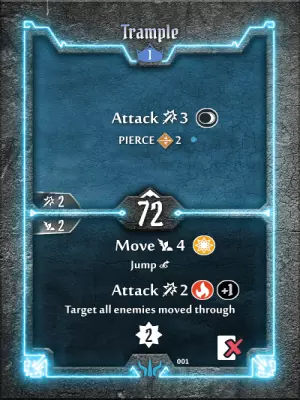 Trample
1
Attack 3
PIERCE 2
2
72
2
Move 4
Jump
Attack 2 +1
Target all enemies moved through
2
001